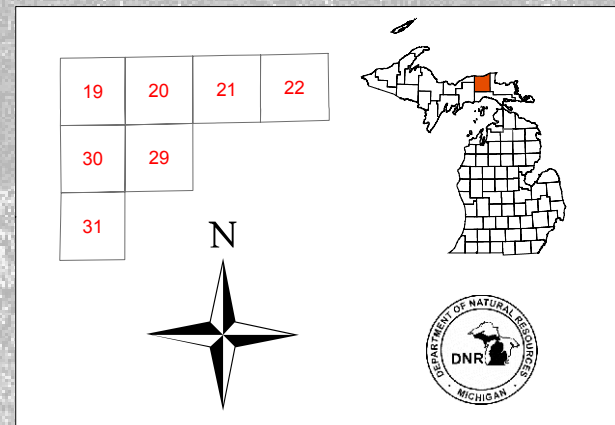 19 20 21 22
30 29
31
N
DEPARTMENT OF NATURAL RESOURCES
DNR
MICHIGAN